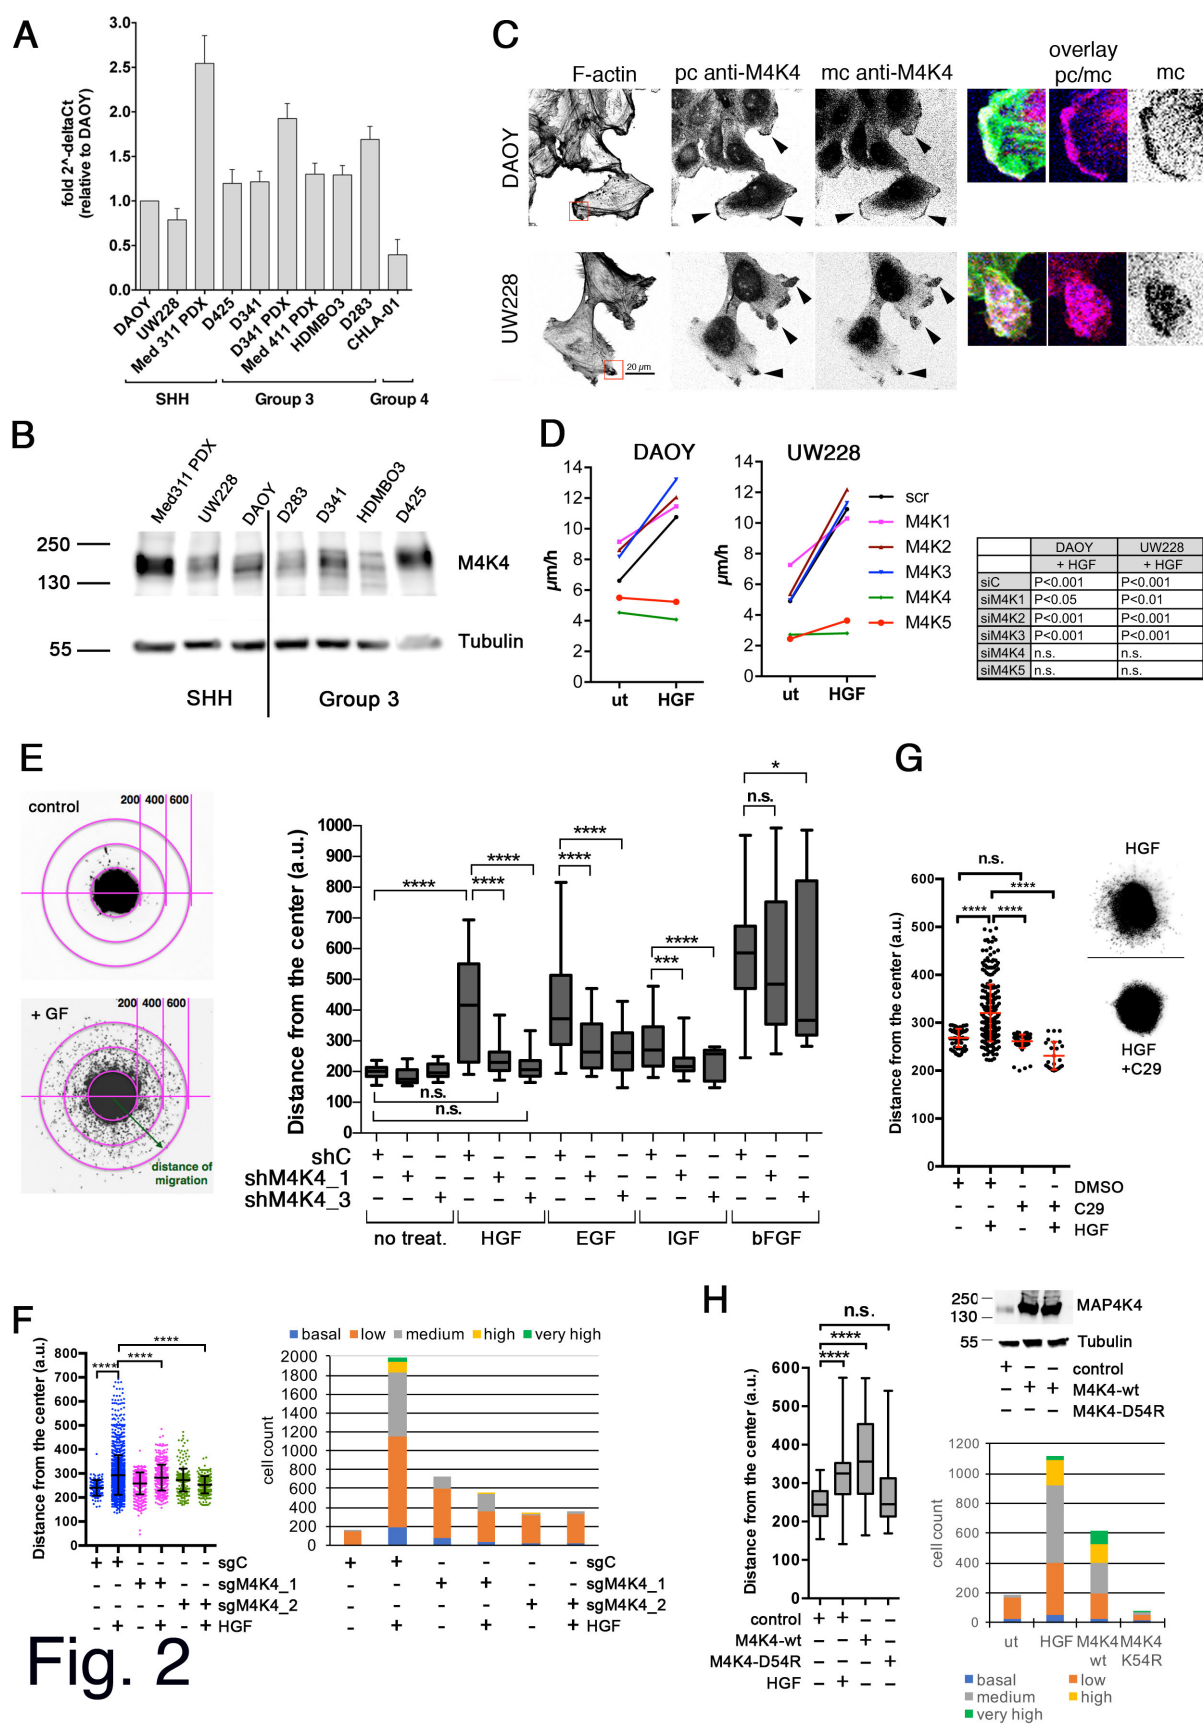 A
fold 2^-deltaCt
(relative to DAOY)
3.0
2.5
2.0
1.5
1.0
0.5
0.0
DAOY
UW228
Med 311 PDX
D425
D341
D341 PDX
Med 411 PDX
HDMBO3
D283
CHLA-01
SHH
Group 3
Group 4
B
Med311 PDX
UW228
DAOY
D283
D341
HDMBO3
D425
250
130
55
M4K4
Tubulin
SHH
Group 3
C
F-actin
pc anti-M4K4
mc anti-M4K4
overlay
pc/mc
mc
DAOY
UW228
20 µm
D
DAOY
UW228
µm/h
14
12
10
8
6
4
2
0
ut
HGF
µm/h
14
12
10
8
6
4
2
0
ut
HGF
scr
M4K1
M4K2
M4K3
M4K4
M4K5
DAOY UW228
+ HGF + HGF
siC P<0.001 P<0.001
siM4K1 P<0.05 P<0.01
siM4K2 P<0.001 P<0.001
siM4K3 P<0.001 P<0.001
siM4K4 n.s. n.s.
siM4K5 n.s. n.s.
E
control
200 400 600
+ GF
200 400 600
distance of
migration
Distance from the center (a.u.)
1000
900
800
700
600
500
400
300
200
100
0
****
****
****
****
****
***
****
n.s.
*
n.s.
n.s.
shC + - - + - - + - - + - - + - -
shM4K4_1 - + - - + - - + - - + - - + -
shM4K4_3 - - + - - + - - + - - + - - +
no treat.
HGF
EGF
IGF
bFGF
G
Distance from the center (a.u.)
600
500
400
300
200
100
0
n.s.
****
****
****
+ + - - DMSO
- - + + C29
- + - + HGF
HGF
HGF
+C29
F
Distance from the center (a.u.)
800
700
600
500
400
300
200
100
0
****
****
****
+ + - - - - sgC
- - + + - - sgM4K4_1
- - - - + + sgM4K4_2
- + - + - + HGF
basal low medium high very high
cell count
2000
1800
1600
1400
1200
1000
800
600
400
200
0
+ + - - - - sgC
- - + + - - sgM4K4_1
- - - - + + sgM4K4_2
- + - + - + HGF
H
Distance from the center (a.u.)
600
500
400
300
200
100
0
n.s.
****
****
control + + - -
M4K4-wt - - + -
M4K4-D54R - - - +
HGF - + - -
250
130
55
MAP4K4
Tubulin
+ - - control
- + + M4K4-wt
- - - M4K4-D54R
cell count
1200
1000
800
600
400
200
0
ut
HGF
M4K4
wt
M4K4
K54R
basal
low
medium
high
very high
Fig. 2